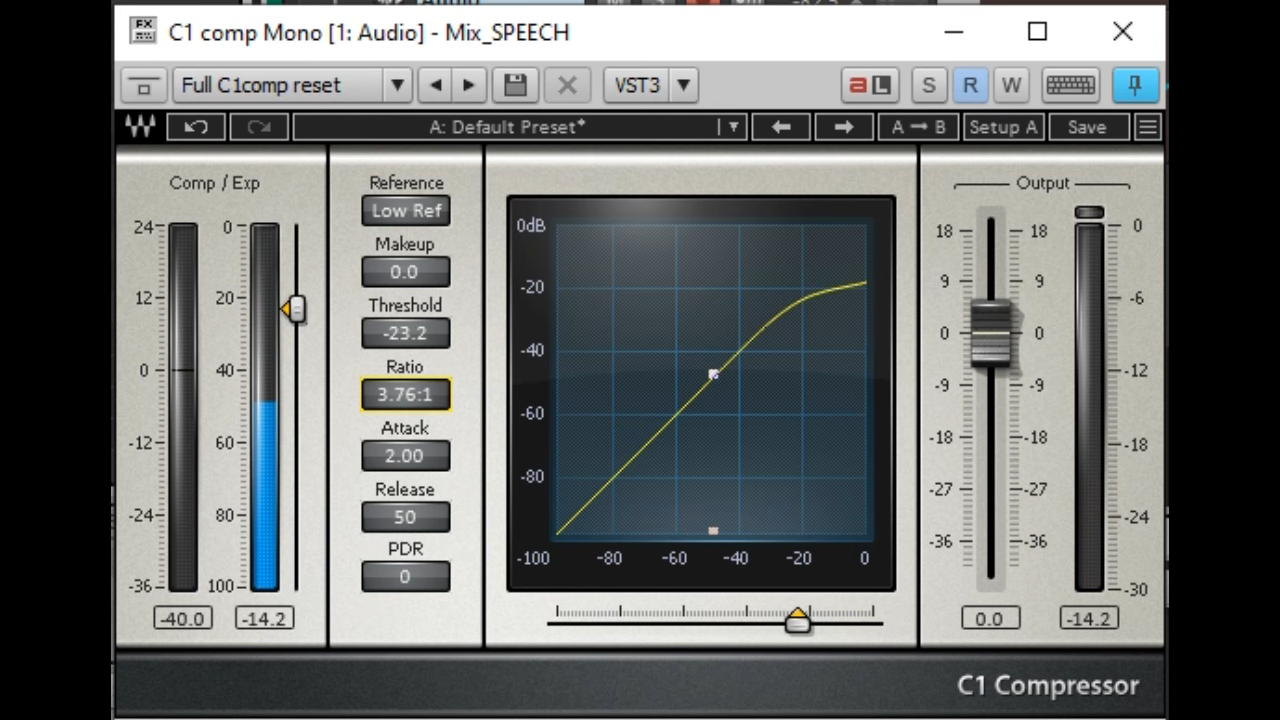 C1 comp Mono [1: Audio] - Mix_SPEECH
Full C1comp reset VST3 aL S R W
A: Default Preset* A → B Setup A Save
Comp / Exp
24 12 0 -12 -24 -36
0 20 40 60 80 100
-40.0 -14.2
Reference
Low Ref
Makeup
0.0
Threshold
-23.2
Ratio
3.76:1
Attack
2.00
Release
50
PDR
0
0dB
-20
-40
-60
-80
-100 -80 -60 -40 -20 0
Output
18 18
9 9
0 0
-9 -9
-18 -18
-27 -27
-36 -36
0
-6
-12
-18
-24
-30
0.0 -14.2
C1 Compressor